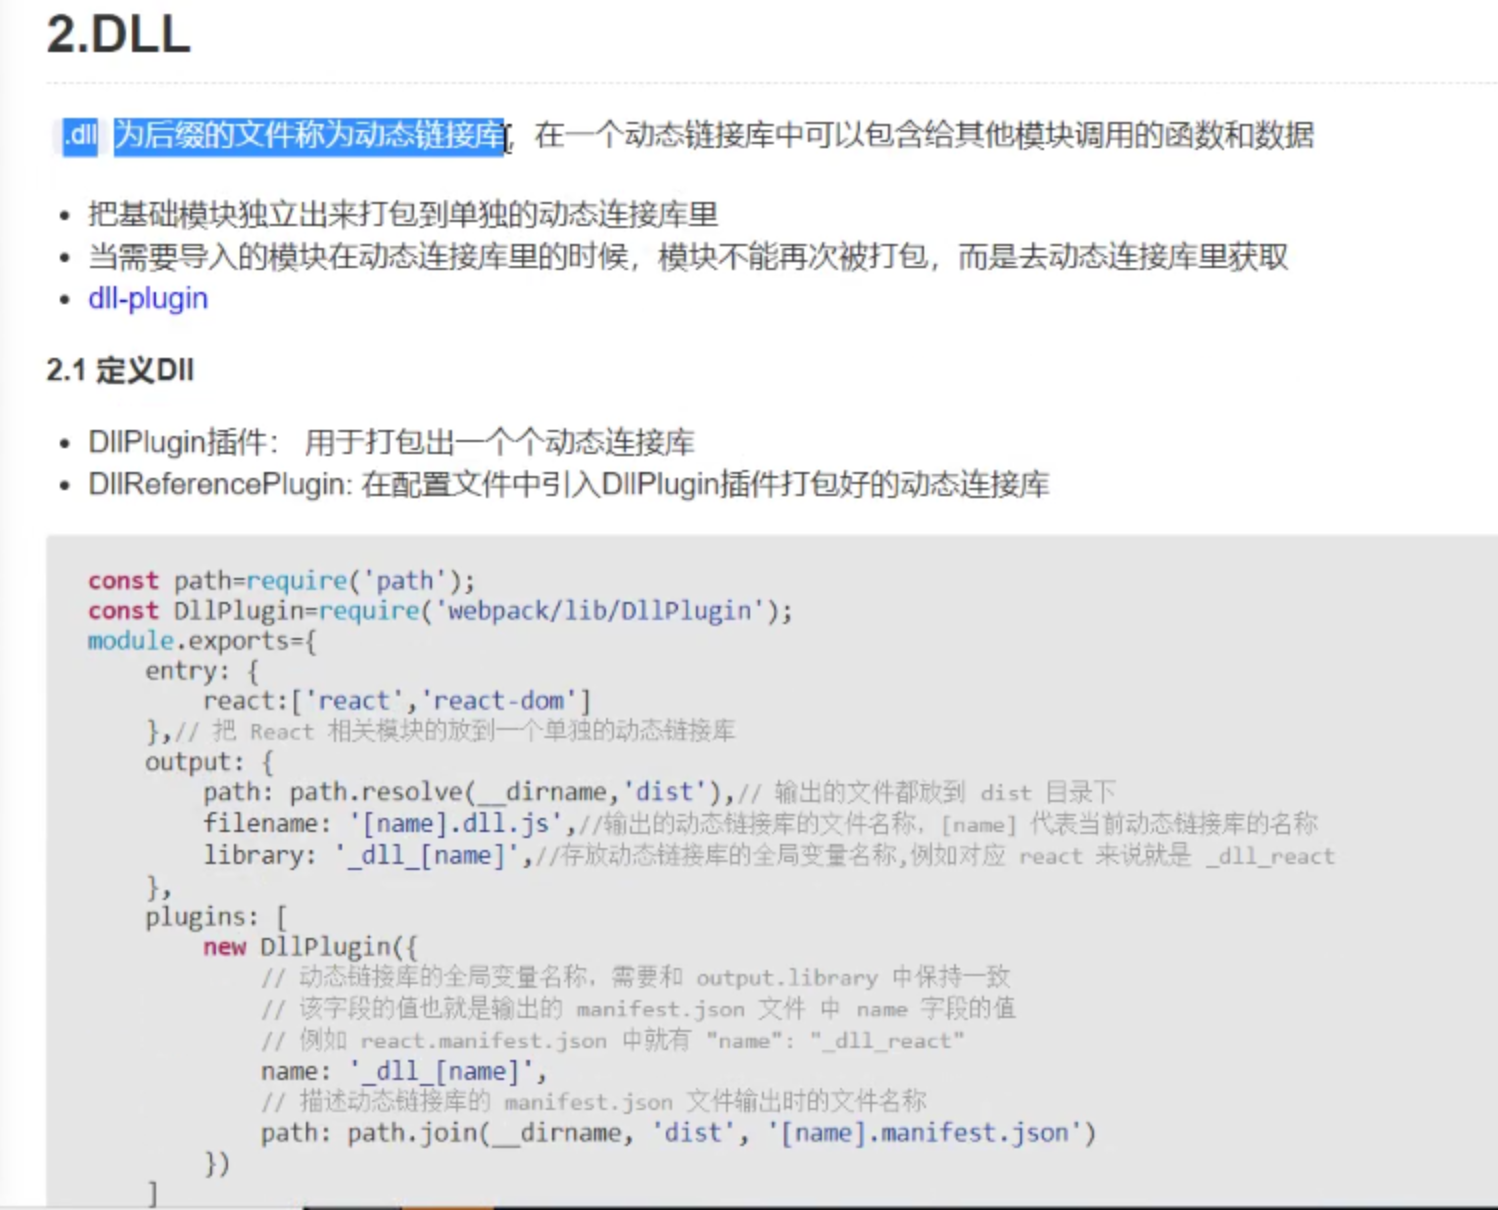 2.DLL
.dll 为后缀的文件称为动态链接库，在一个动态链接库中可以包含给其他模块调用的函数和数据
• 把基础模块独立出来打包到单独的动态连接库里
• 当需要导入的模块在动态连接库里的时候，模块不能再次被打包，而是去动态连接库里获取
• dll-plugin
2.1 定义Dll
• DllPlugin插件： 用于打包出一个个动态连接库
• DllReferencePlugin: 在配置文件中引入DllPlugin插件打包好的动态连接库
const path=require('path');
const DllPlugin=require('webpack/lib/DllPlugin');
module.exports={
    entry: {
        react:['react','react-dom']
    },// 把 React 相关模块的放到一个单独的动态链接库
    output: {
        path: path.resolve(__dirname,'dist'),// 输出的文件都放到 dist 目录下
        filename: '[name].dll.js',//输出的动态链接库的文件名称，[name] 代表当前动态链接库的名称
        library: '_dll_[name]',//存放动态链接库的全局变量名称,例如对应 react 来说就是 _dll_react
    },
    plugins: [
        new DllPlugin({
            // 动态链接库的全局变量名称，需要和 output.library 中保持一致
            // 该字段的值也就是输出的 manifest.json 文件 中 name 字段的值
            // 例如 react.manifest.json 中就有 "name": "_dll_react"
            name: '_dll_[name]',
            // 描述动态链接库的 manifest.json 文件输出时的文件名称
            path: path.join(__dirname, 'dist', '[name].manifest.json')
        })
    ]